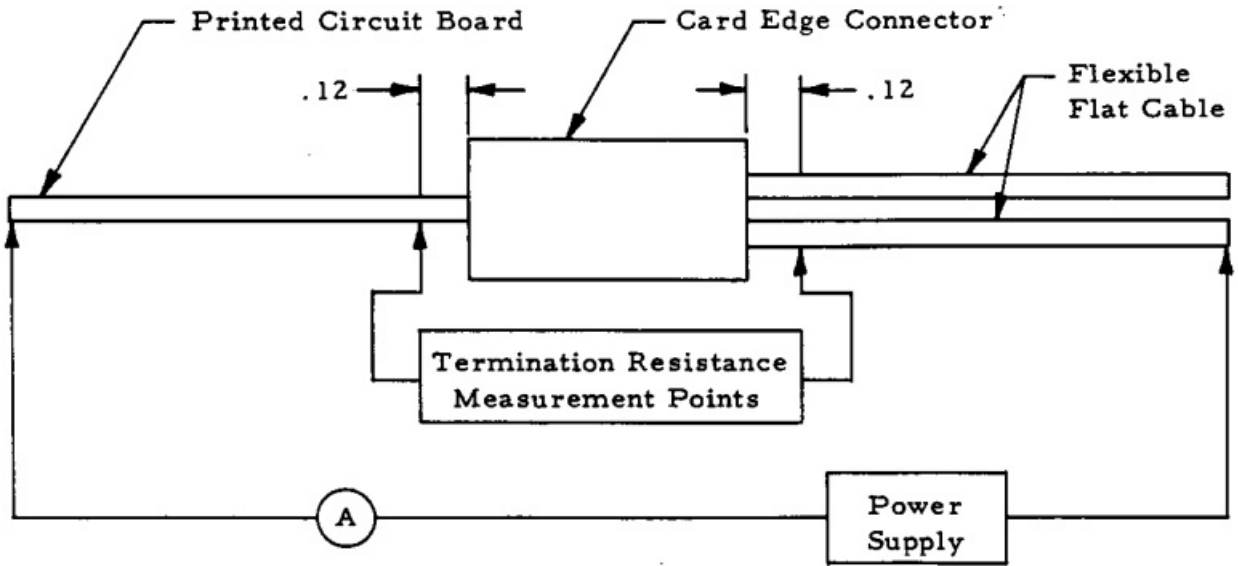 Printed Circuit Board
Card Edge Connector
.12
.12
Flexible
Flat Cable
Termination Resistance
Measurement Points
A
Power
Supply